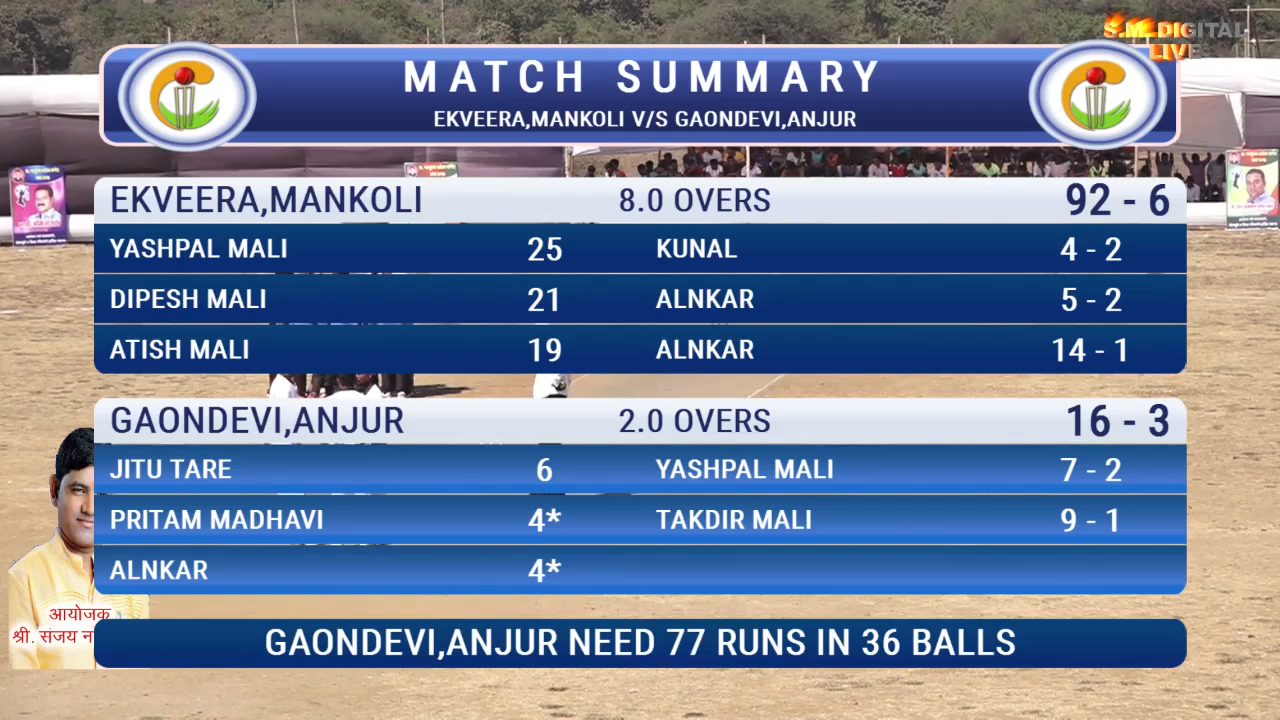 S.M. DIGITAL
LIVE
MATCH SUMMARY
EKVEERA,MANKOLI V/S GAONDEVI,ANJUR
EKVEERA,MANKOLI 8.0 OVERS 92 - 6
YASHPAL MALI 25 KUNAL 4 - 2
DIPESH MALI 21 ALNKAR 5 - 2
ATISH MALI 19 ALNKAR 14 - 1
GAONDEVI,ANJUR 2.0 OVERS 16 - 3
JITU TARE 6 YASHPAL MALI 7 - 2
PRITAM MADHAVI 4* TAKDIR MALI 9 - 1
ALNKAR 4*
आयोजक
श्री. संजय
GAONDEVI,ANJUR NEED 77 RUNS IN 36 BALLS